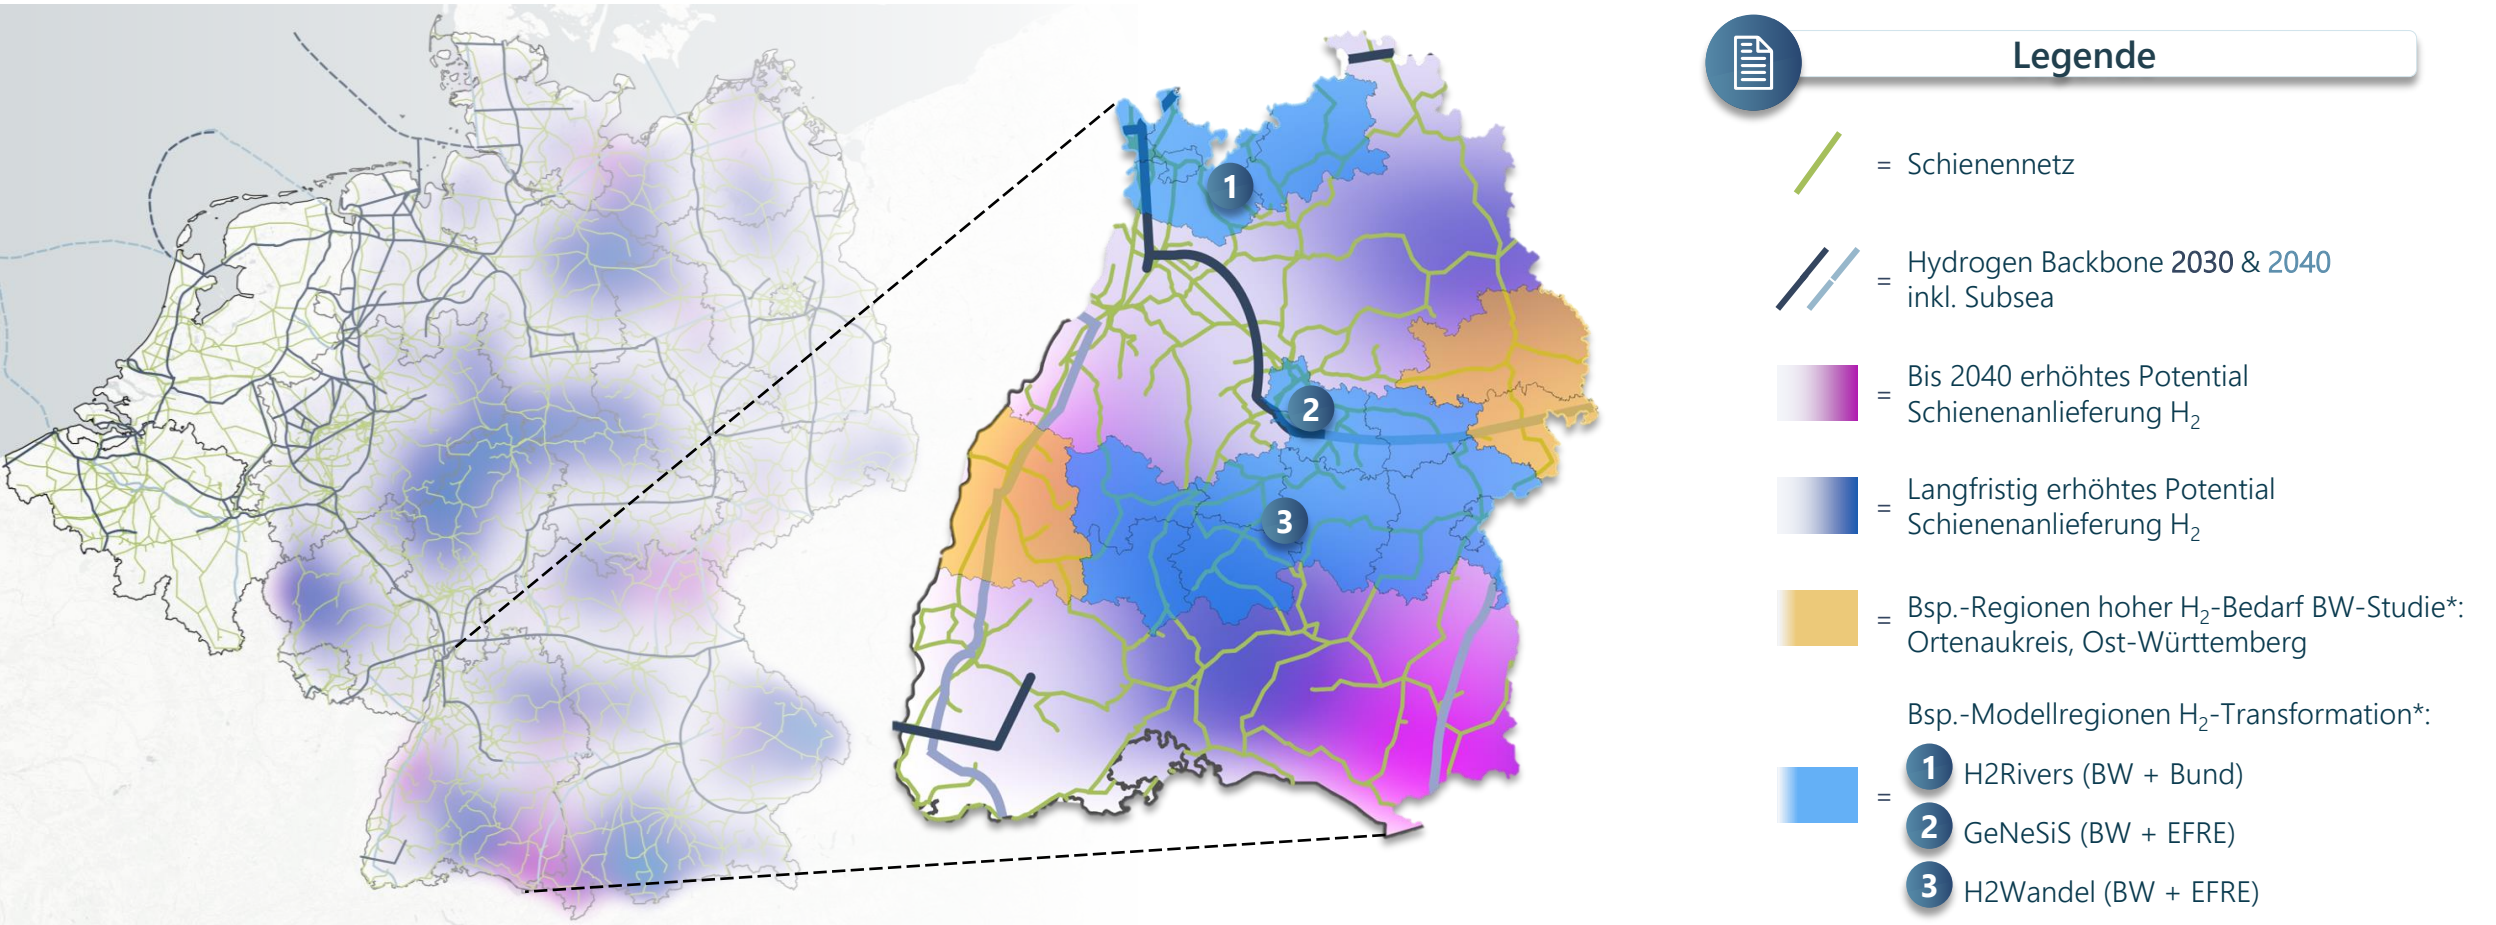 Legende
= Schienennetz
= Hydrogen Backbone 2030 & 2040
inkl. Subsea
= Bis 2040 erhöhtes Potential
Schienenanlieferung H₂
= Langfristig erhöhtes Potential
Schienenanlieferung H₂
= Bsp.-Regionen hoher H₂-Bedarf BW-Studie*:
Ortenaukreis, Ost-Württemberg
Bsp.-Modellregionen H₂-Transformation*:
=
1 H2Rivers (BW + Bund)
2 GeNeSiS (BW + EFRE)
3 H2Wandel (BW + EFRE)
1
2
3